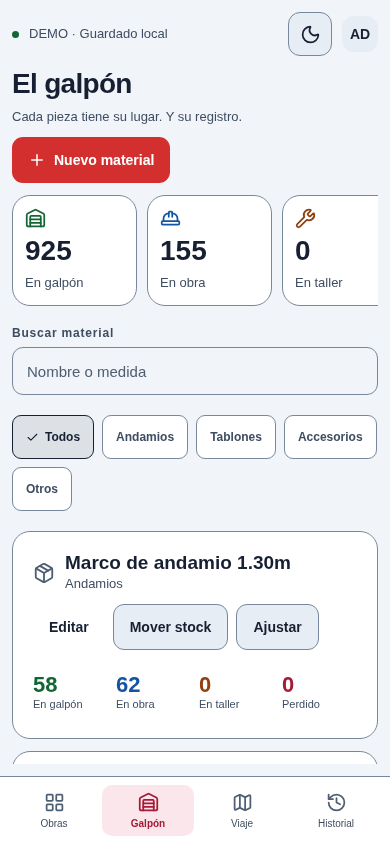 DEMO · Guardado local
AD
El galpón
Cada pieza tiene su lugar. Y su registro.
Nuevo material
925
En galpón
155
En obra
0
En taller
Buscar material
Nombre o medida
Todos
Andamios
Tablones
Accesorios
Otros
Marco de andamio 1.30m
Andamios
Editar
Mover stock
Ajustar
58
En galpón
62
En obra
0
En taller
0
Perdido
Obras
Galpón
Viaje
Historial